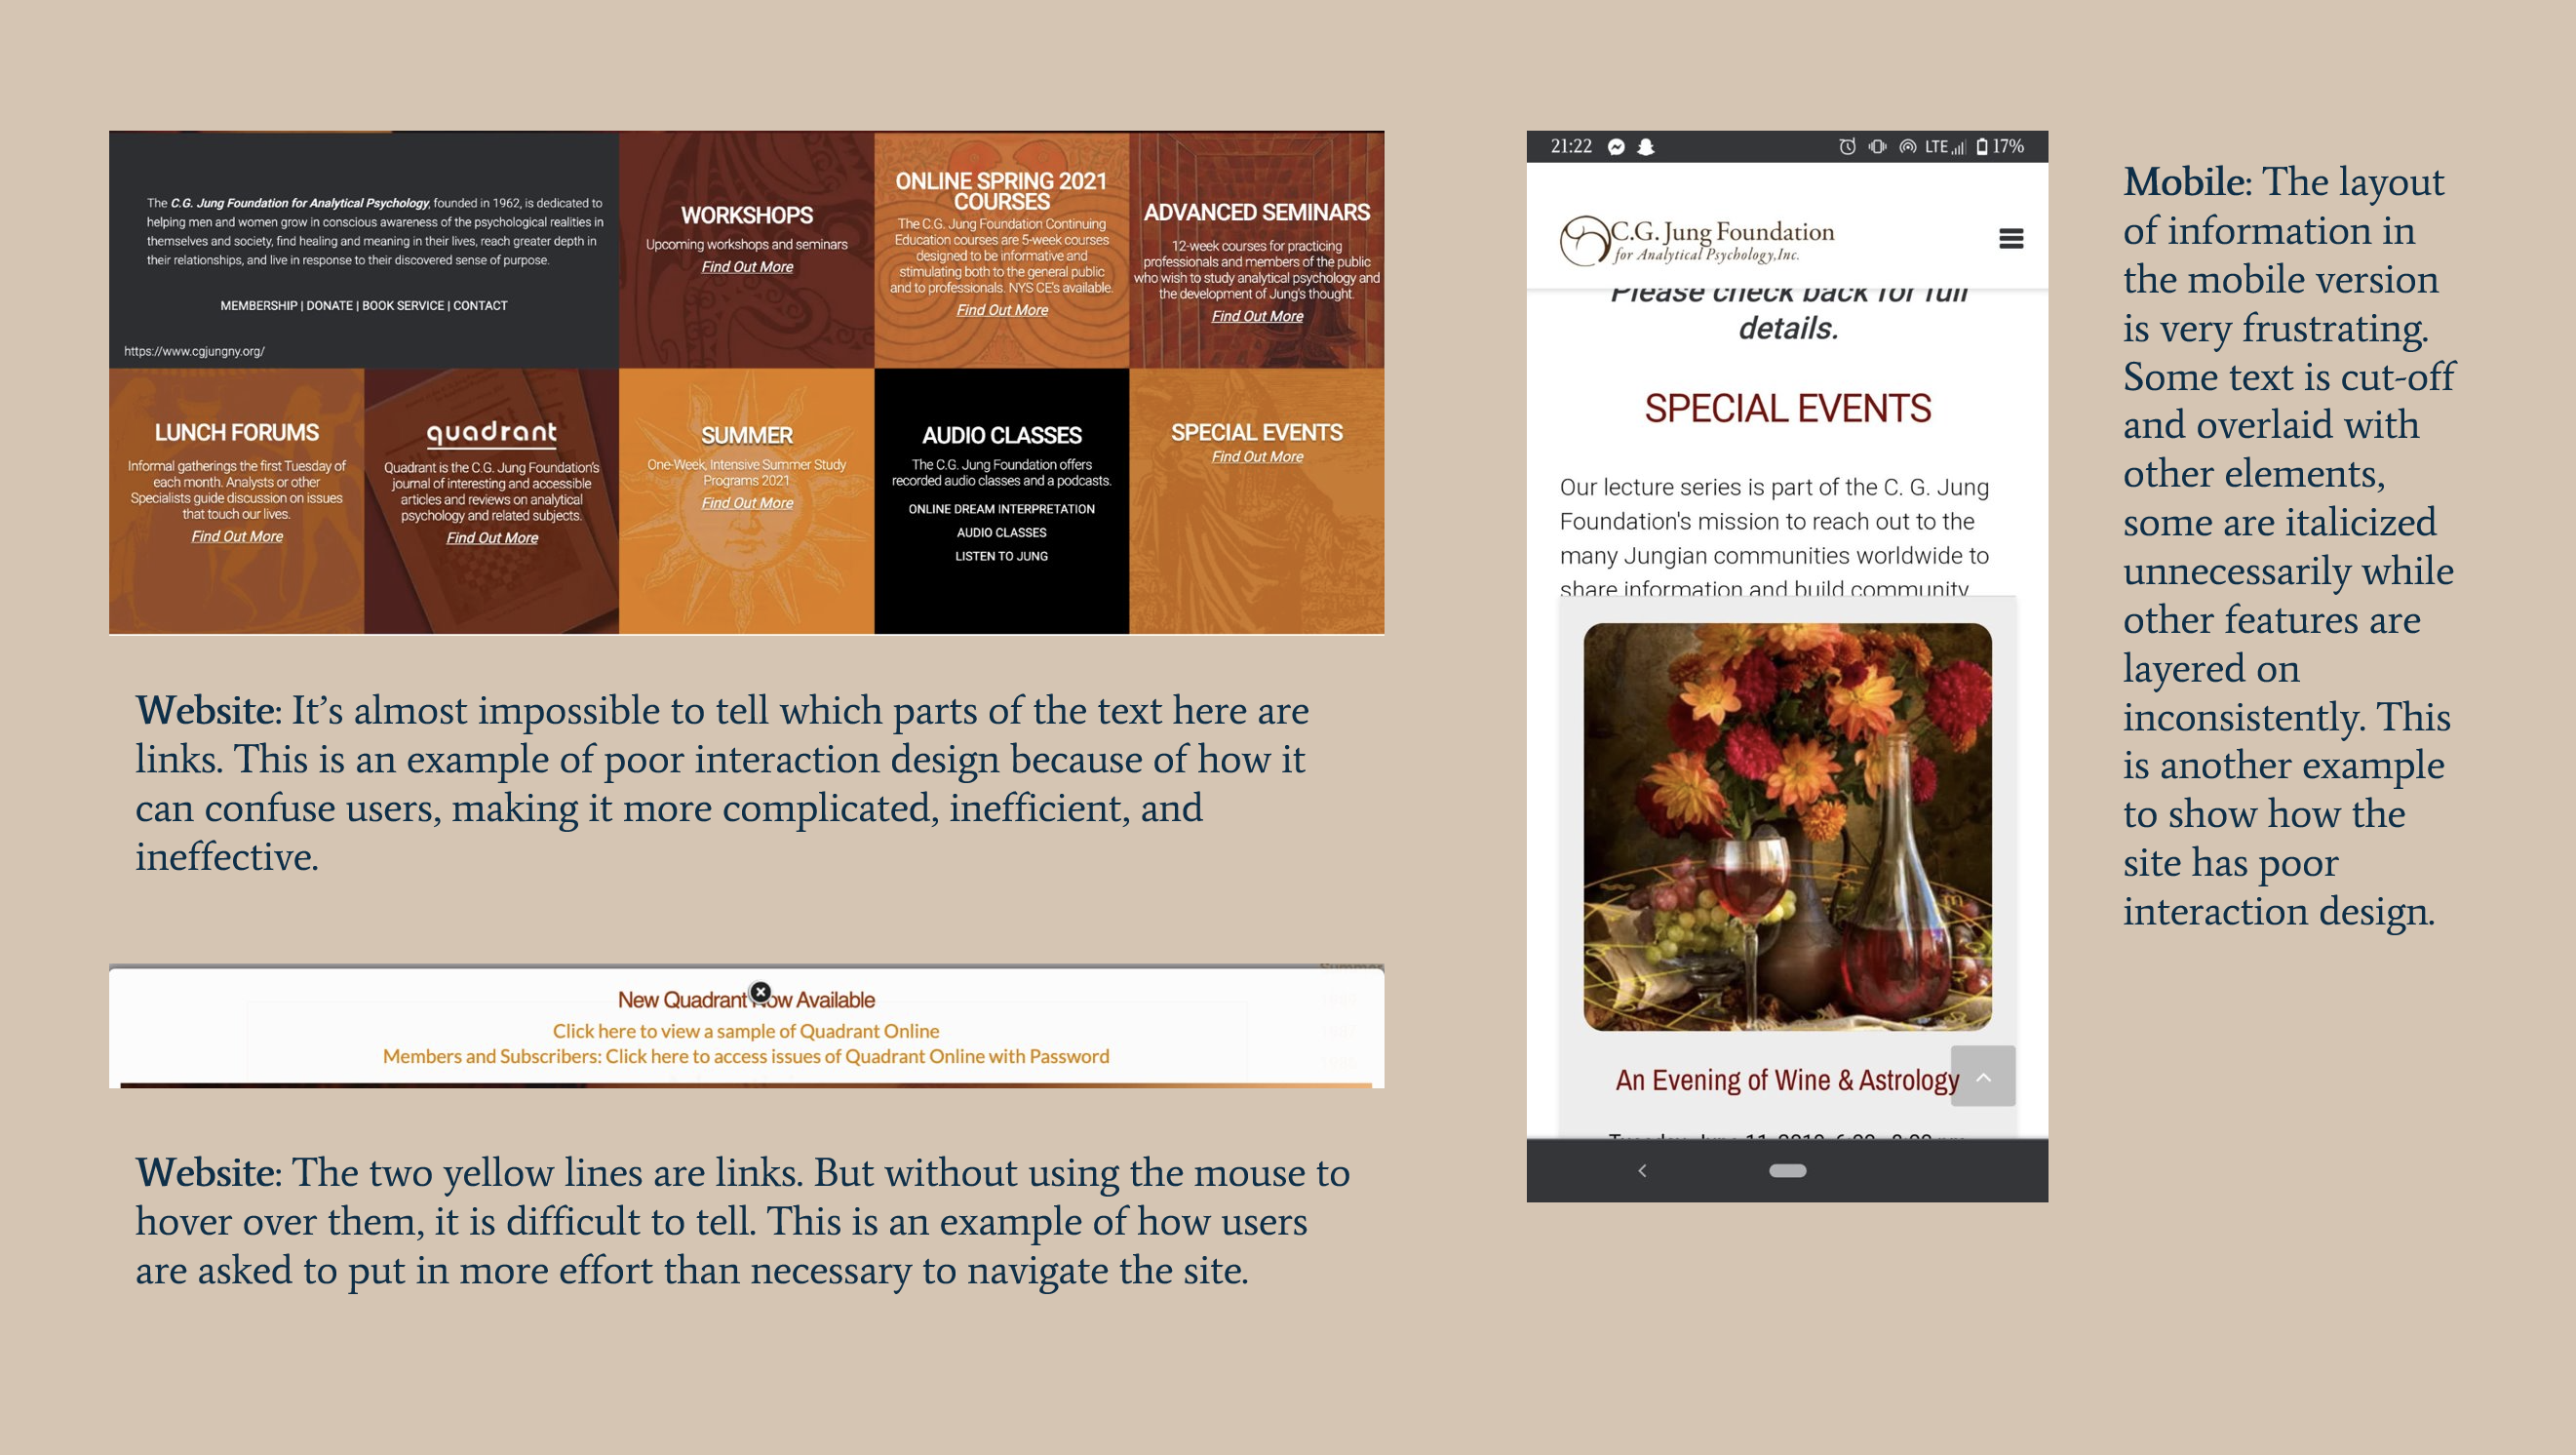 The C.G. Jung Foundation for Analytical Psychology, founded in 1962, is dedicated to
helping men and women grow in conscious awareness of the psychological realities in
themselves and society, find healing and meaning in their lives, reach greater depth in
their relationships, and live in response to their discovered sense of purpose.
MEMBERSHIP | DONATE | BOOK SERVICE | CONTACT
https://www.cgjungny.org/
WORKSHOPS
Upcoming workshops and seminars
Find Out More
ONLINE SPRING 2021
COURSES
The C.G. Jung Foundation Continuing
Education courses are 5-week courses
designed to be informative and
stimulating both to the general public
and to professionals. NYS CE's available.
Find Out More
ADVANCED SEMINARS
12-week courses for practicing
professionals and members of the public
who wish to study analytical psychology and
the development of Jung's thought.
Find Out More
LUNCH FORUMS
Informal gatherings the first Tuesday of
each month. Analysts or other
Specialists guide discussion on issues
that touch our lives.
Find Out More
quadrant
Quadrant is the C.G. Jung Foundation's
journal of interesting and accessible
articles and reviews on analytical
psychology and related subjects.
Find Out More
SUMMER
One-Week, Intensive Summer Study
Programs 2021
Find Out More
AUDIO CLASSES
The C.G. Jung Foundation offers
recorded audio classes and a podcasts.
ONLINE DREAM INTERPRETATION
AUDIO CLASSES
LISTEN TO JUNG
SPECIAL EVENTS
Find Out More
Website: It’s almost impossible to tell which parts of the text here are
links. This is an example of poor interaction design because of how it
can confuse users, making it more complicated, inefficient, and
ineffective.
New Quadrant Now Available
Click here to view a sample of Quadrant Online
Members and Subscribers: Click here to access issues of Quadrant Online with Password
Website: The two yellow lines are links. But without using the mouse to
hover over them, it is difficult to tell. This is an example of how users
are asked to put in more effort than necessary to navigate the site.
21:22 LTE 17%
C.G. Jung Foundation
for Analytical Psychology, Inc.
Please check back for full
details.
SPECIAL EVENTS
Our lecture series is part of the C. G. Jung
Foundation's mission to reach out to the
many Jungian communities worldwide to
share information and build community
An Evening of Wine & Astrology
Mobile: The layout
of information in
the mobile version
is very frustrating.
Some text is cut-off
and overlaid with
other elements,
some are italicized
unnecessarily while
other features are
layered on
inconsistently. This
is another example
to show how the
site has poor
interaction design.